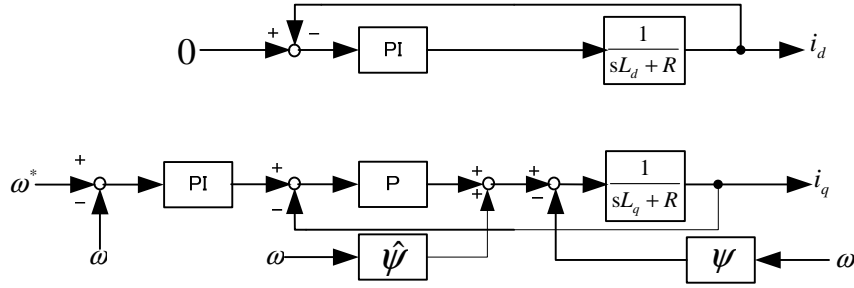 0 + − PI 1 / sL_d + R i_d
ω* + − PI + − P + + + − 1 / sL_q + R i_q
ω ω ψ̂ ψ ω